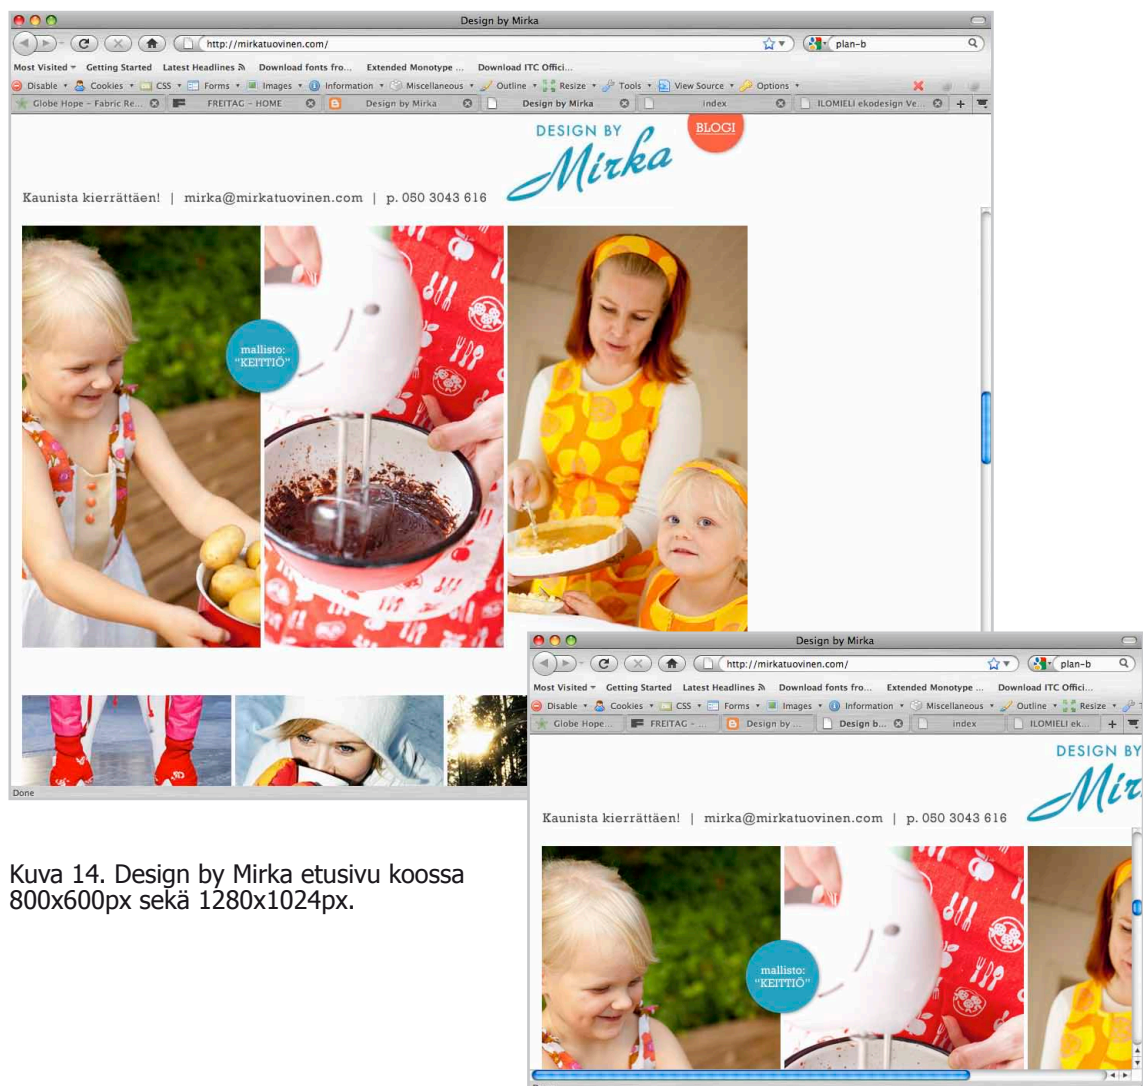 Design by Mirka
http://mirkatuovinen.com/
plan-b
Most Visited Getting Started Latest Headlines Download fonts fro... Extended Monotype ... Download ITC Offici...
Disable Cookies CSS Forms Images Information Miscellaneous Outline Resize Tools View Source Options
Globe Hope – Fabric Re... FREITAG – HOME Design by Mirka Design by Mirka index ILOMIELI ekodesign Ve...
DESIGN BY
Mirka
BLOGI
Kaunista kierrättäen! | mirka@mirkatuovinen.com | p. 050 3043 616
mallisto:
"KEITTIÖ"
Done
Design by Mirka
http://mirkatuovinen.com/
plan-b
Most Visited Getting Started Latest Headlines Download fonts fro... Extended Monotype ... Download ITC Offici...
Disable Cookies CSS Forms Images Information Miscellaneous Outline Resize
Globe Hope... FREITAG – ... Design by ... Design b... index ILOMIELI ek...
DESIGN BY
Mir
Kaunista kierrättäen! | mirka@mirkatuovinen.com | p. 050 3043 616
mallisto:
"KEITTIÖ"
Kuva 14. Design by Mirka etusivu koossa
800x600px sekä 1280x1024px.